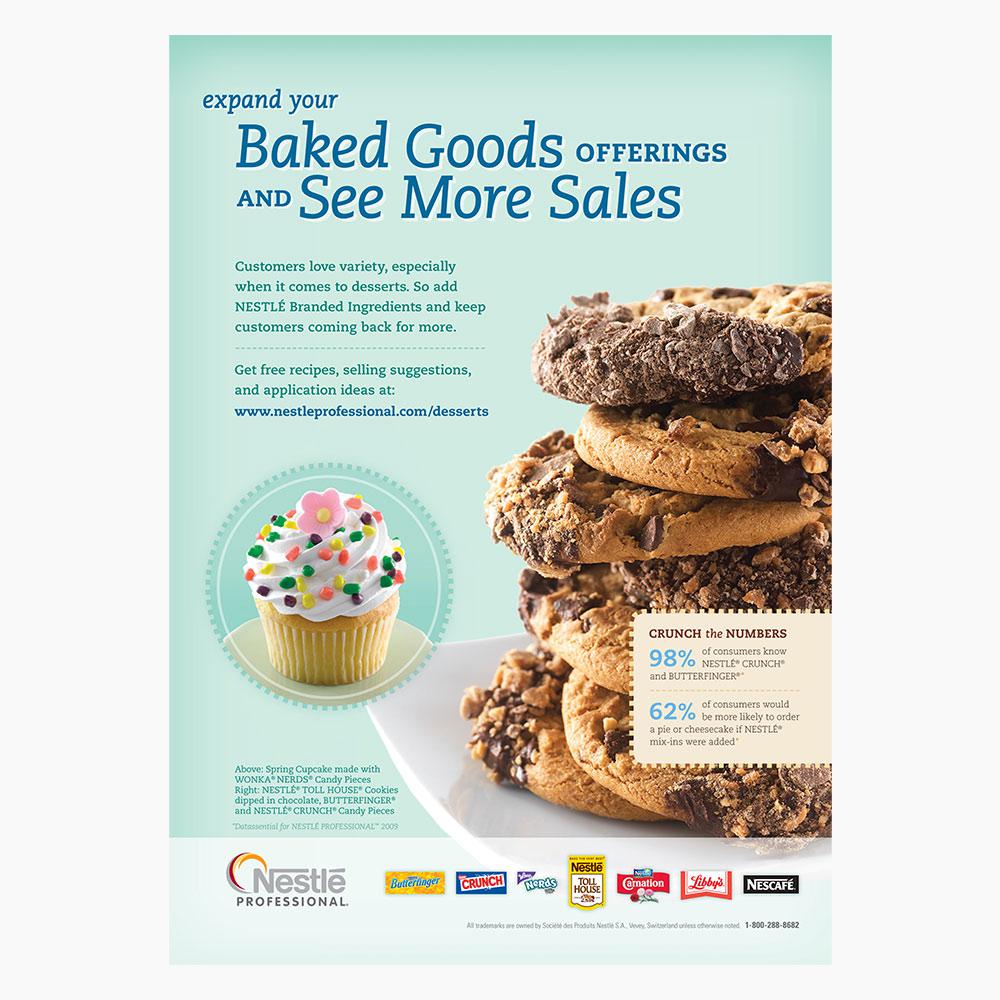 expand your
Baked Goods OFFERINGS
AND See More Sales
Customers love variety, especially
when it comes to desserts. So add
NESTLÉ Branded Ingredients and keep
customers coming back for more.
Get free recipes, selling suggestions,
and application ideas at:
www.nestleprofessional.com/desserts
CRUNCH the NUMBERS
98% of consumers know
NESTLÉ® CRUNCH®
and BUTTERFINGER®*
62% of consumers would
be more likely to order
a pie or cheesecake if NESTLÉ®
mix-ins were added*
Above: Spring Cupcake made with
WONKA® NERDS® Candy Pieces
Right: NESTLÉ® TOLL HOUSE® Cookies
dipped in chocolate, BUTTERFINGER®
and NESTLÉ® CRUNCH® Candy Pieces
*Datassential for NESTLÉ PROFESSIONAL™ 2009
Nestlé
PROFESSIONAL.
Butterfinger
CRUNCH
Nerds
Nestlé
TOLL
HOUSE
Carnation
Libby's
NESCAFÉ
All trademarks are owned by Société des Produits Nestlé S.A., Vevey, Switzerland unless otherwise noted. 1-800-288-8682